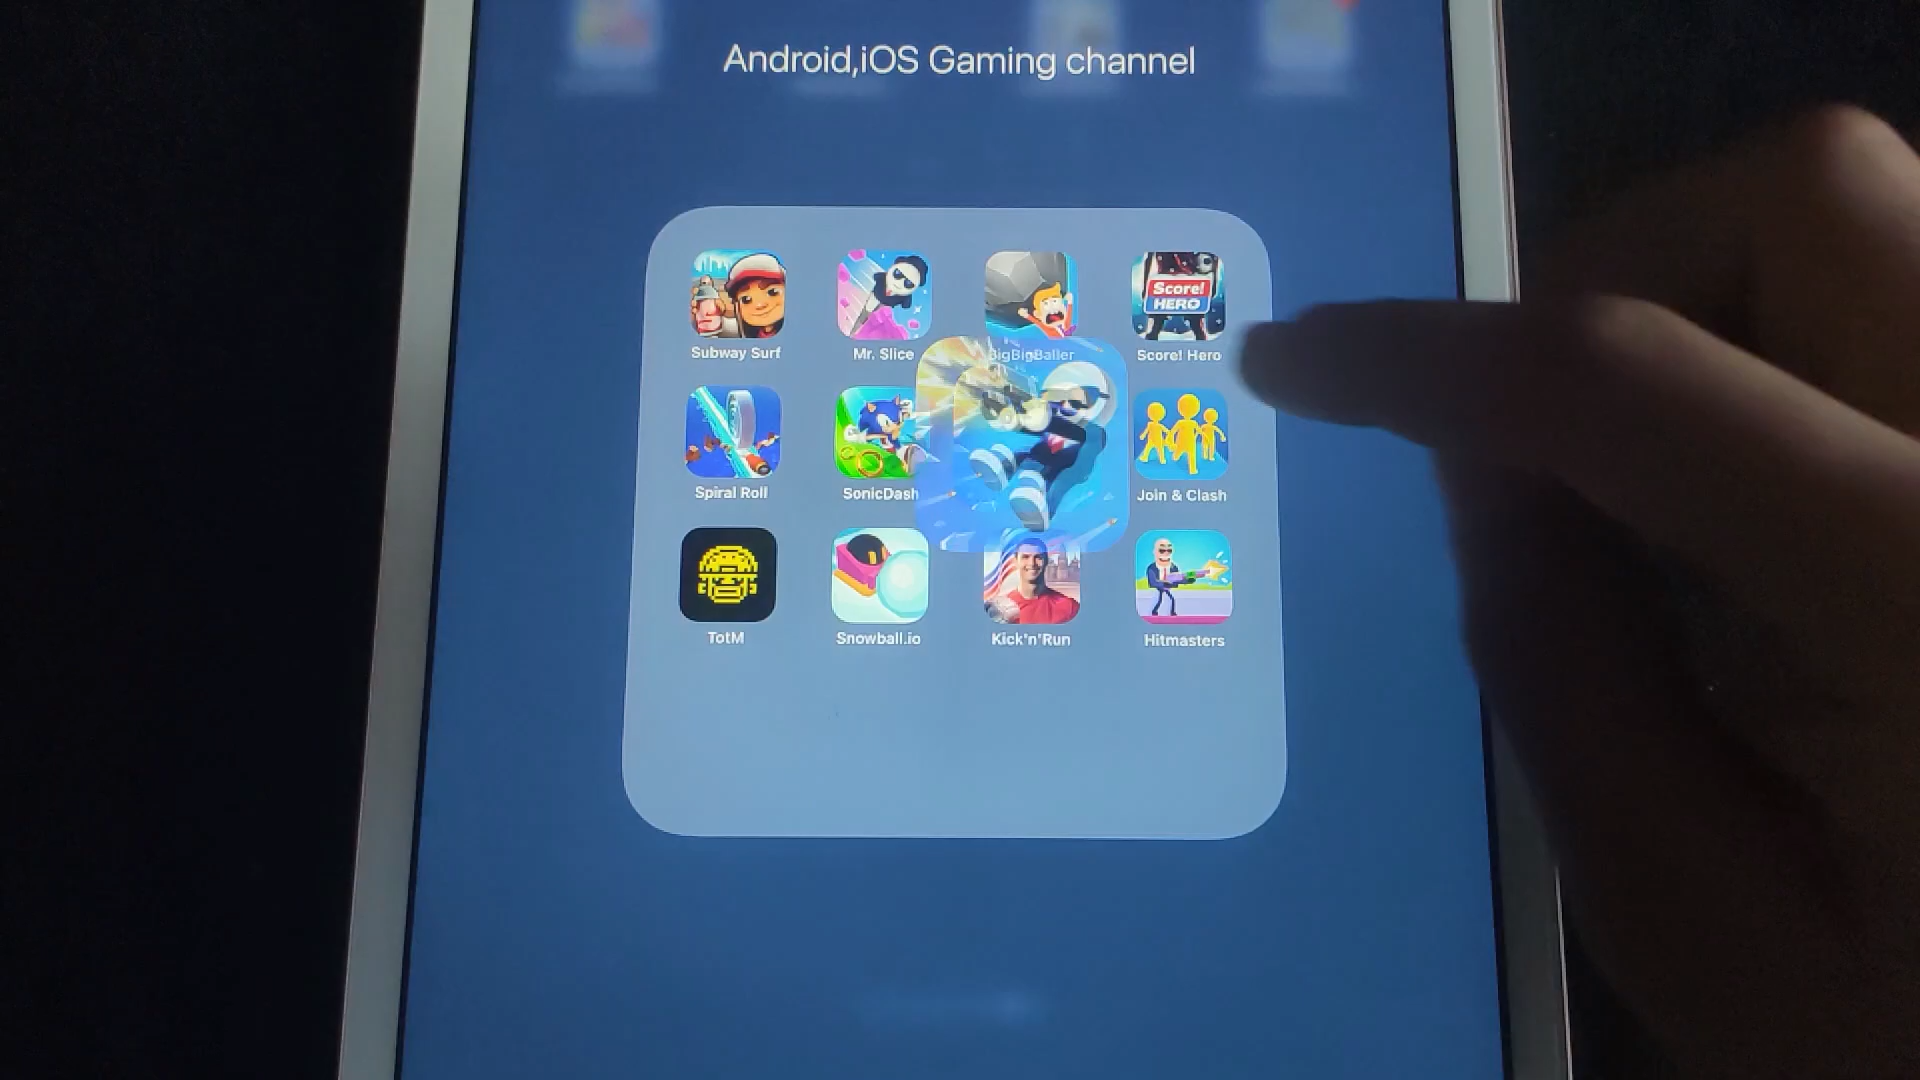 Android,iOS Gaming channel
Score!
HERO
Subway Surf
Mr. Slice
BigBigBaller
Score! Hero
Spiral Roll
SonicDash
Join & Clash
TotM
Snowball.io
Kick'n'Run
Hitmasters